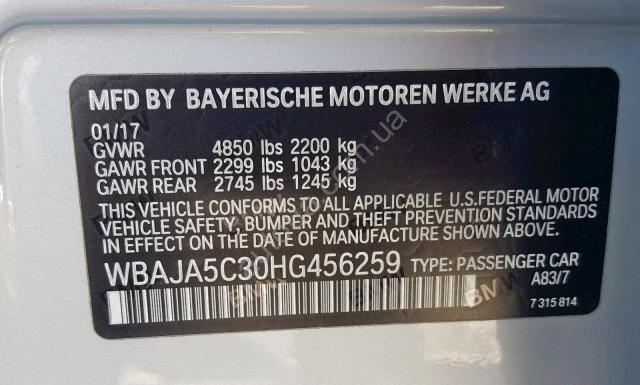 MFD BY BAYERISCHE MOTOREN WERKE AG
01/17
GVWR 4850 lbs 2200 kg
GAWR FRONT 2299 lbs 1043 kg
GAWR REAR 2745 lbs 1245 kg
THIS VEHICLE CONFORMS TO ALL APPLICABLE U.S.FEDERAL MOTOR
VEHICLE SAFETY, BUMPER AND THEFT PREVENTION STANDARDS
IN EFFECT ON THE DATE OF MANUFACTURE SHOWN ABOVE.
WBAJA5C30HG456259 TYPE: PASSENGER CAR
A83/7
7 315 814